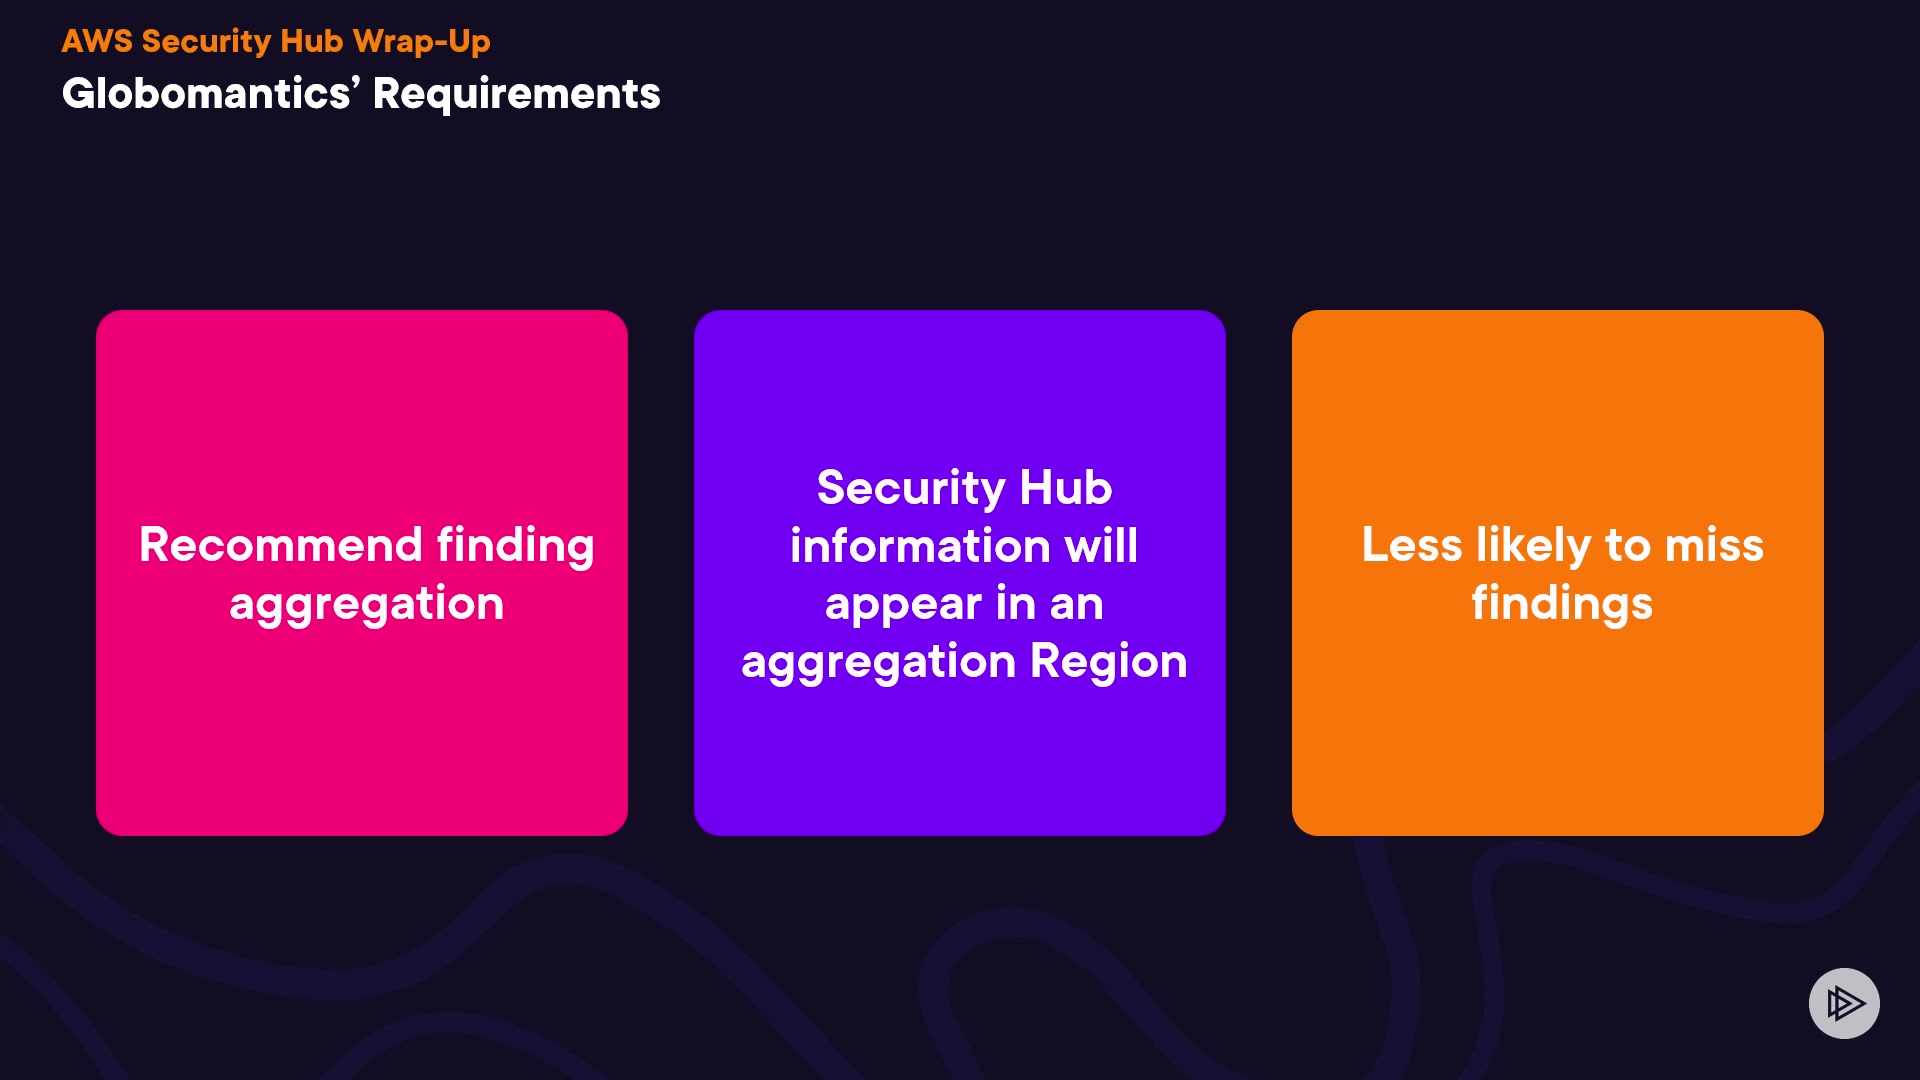 AWS Security Hub Wrap-Up
Globomantics’ Requirements
Recommend finding
aggregation
Security Hub
information will
appear in an
aggregation Region
Less likely to miss
findings